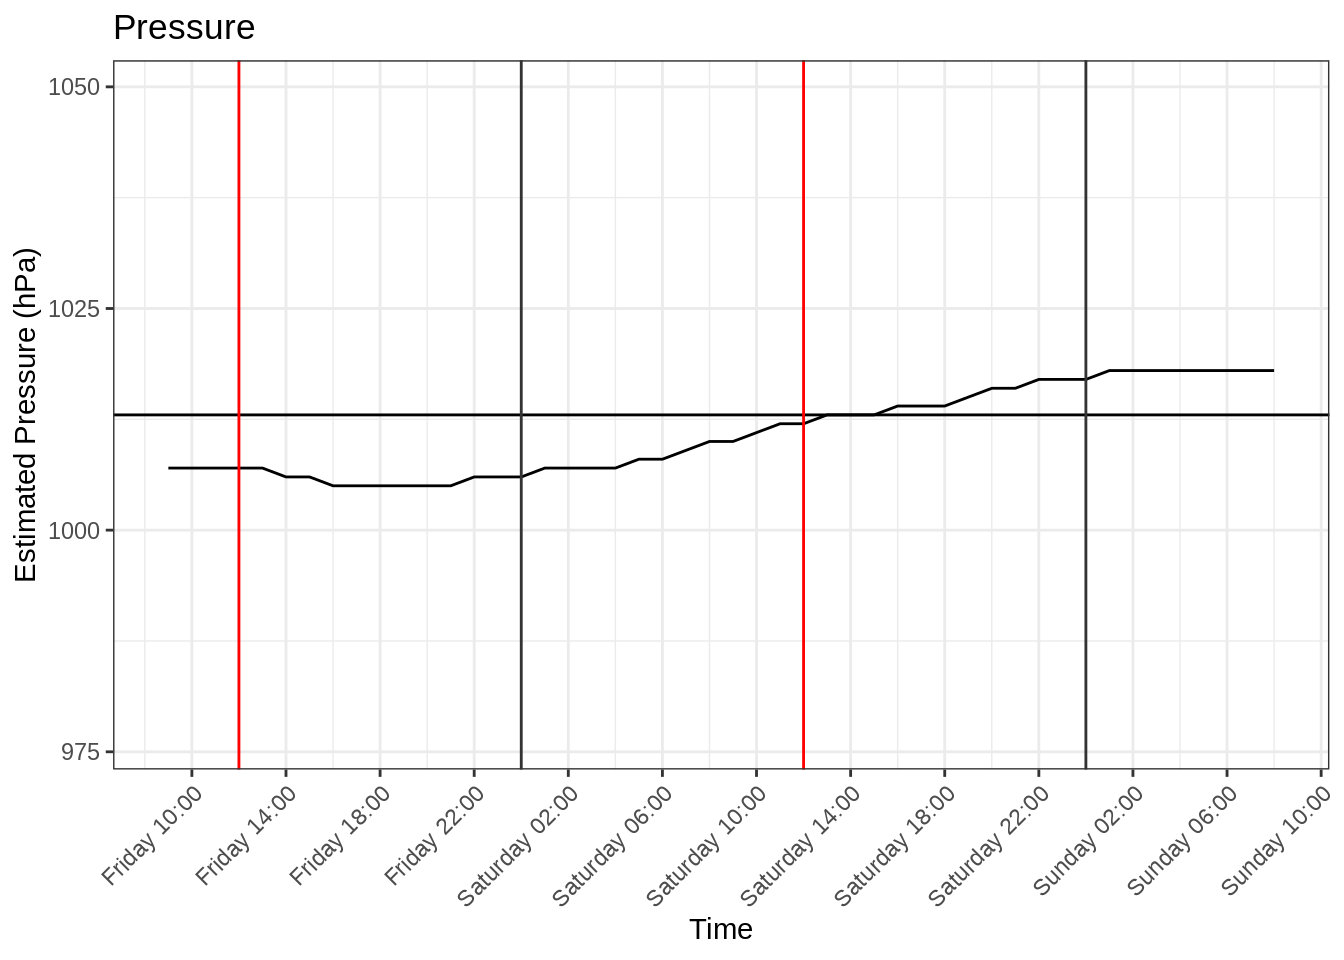 Pressure
Estimated Pressure (hPa)
1050
1025
1000
975
Friday 10:00
Friday 14:00
Friday 18:00
Friday 22:00
Saturday 02:00
Saturday 06:00
Saturday 10:00
Saturday 14:00
Saturday 18:00
Saturday 22:00
Sunday 02:00
Sunday 06:00
Sunday 10:00
Time